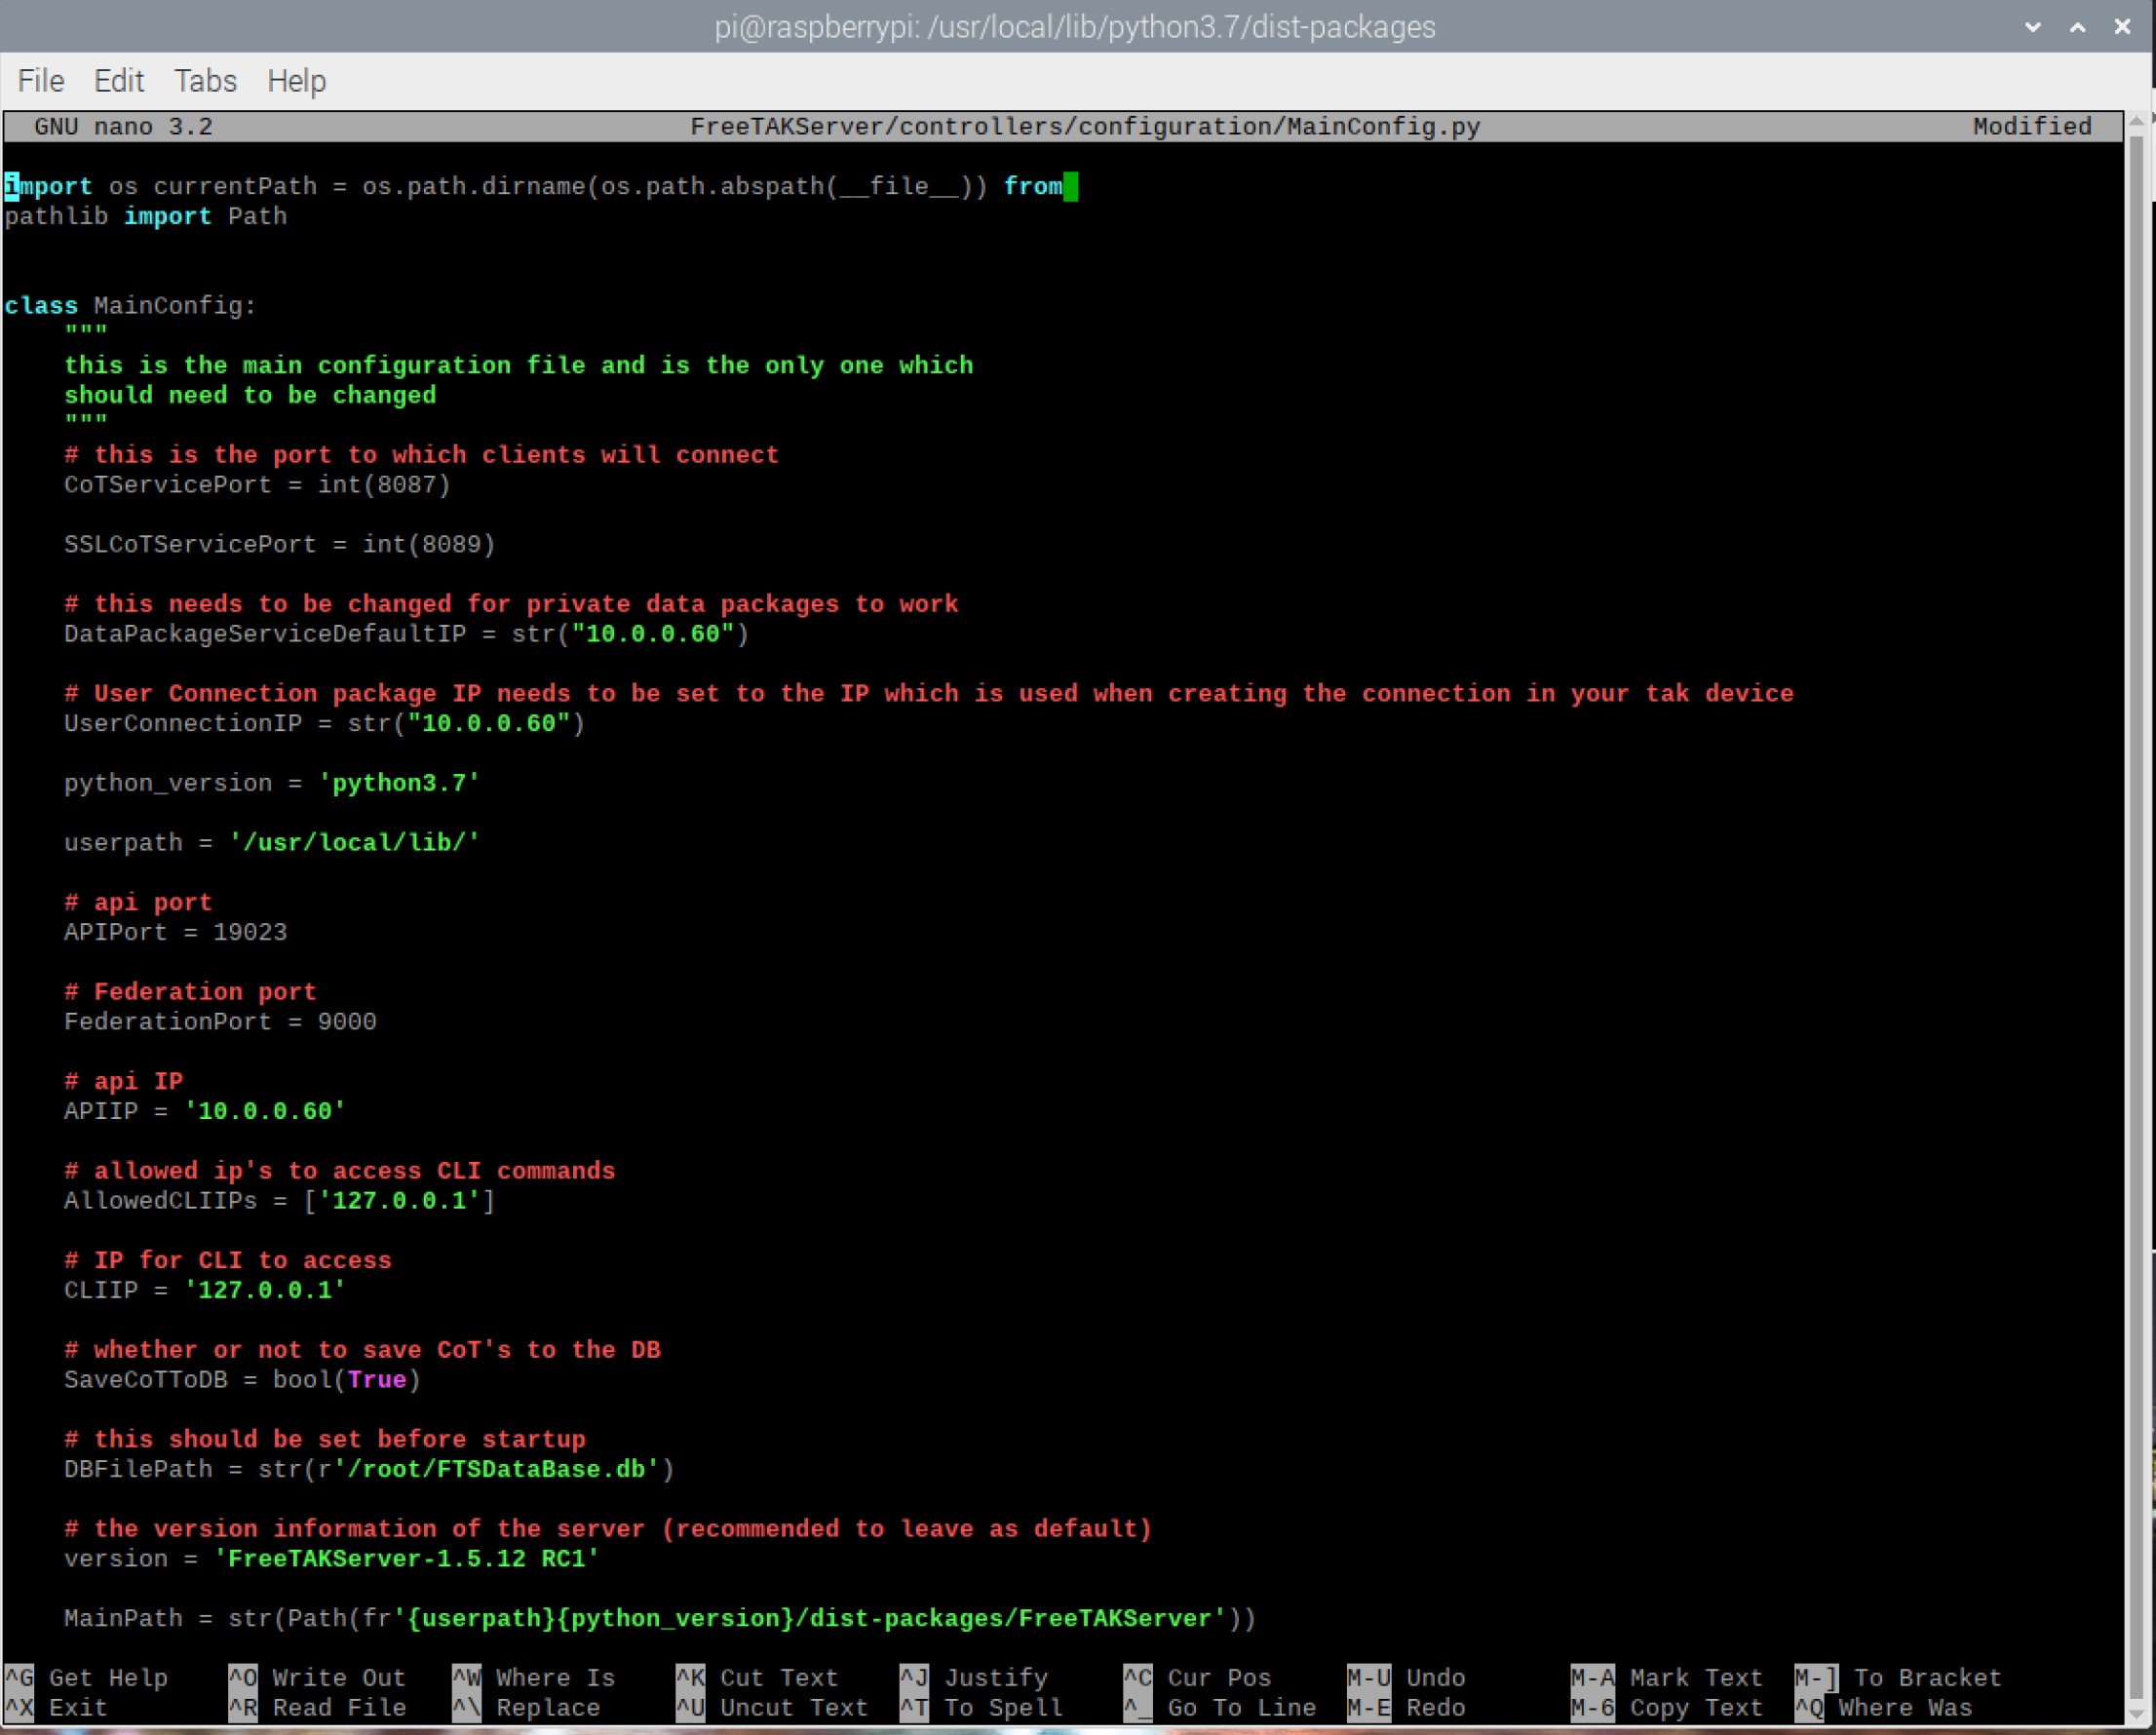 pi@raspberrypi: /usr/local/lib/python3.7/dist-packages
File Edit Tabs Help
GNU nano 3.2 FreeTAKServer/controllers/configuration/MainConfig.py Modified
import os currentPath = os.path.dirname(os.path.abspath(__file__)) from
pathlib import Path
class MainConfig:
"""
this is the main configuration file and is the only one which
should need to be changed
"""
# this is the port to which clients will connect
CoTServicePort = int(8087)
SSLCoTServicePort = int(8089)
# this needs to be changed for private data packages to work
DataPackageServiceDefaultIP = str("10.0.0.60")
# User Connection package IP needs to be set to the IP which is used when creating the connection in your tak device
UserConnectionIP = str("10.0.0.60")
python_version = 'python3.7'
userpath = '/usr/local/lib/'
# api port
APIPort = 19023
# Federation port
FederationPort = 9000
# api IP
APIIP = '10.0.0.60'
# allowed ip's to access CLI commands
AllowedCLIIPs = ['127.0.0.1']
# IP for CLI to access
CLIIP = '127.0.0.1'
# whether or not to save CoT's to the DB
SaveCoTToDB = bool(True)
# this should be set before startup
DBFilePath = str(r'/root/FTSDataBase.db')
# the version information of the server (recommended to leave as default)
version = 'FreeTAKServer-1.5.12 RC1'
MainPath = str(Path(fr'{userpath}{python_version}/dist-packages/FreeTAKServer'))
^G Get Help ^O Write Out ^W Where Is ^K Cut Text ^J Justify ^C Cur Pos M-U Undo M-A Mark Text M-] To Bracket
^X Exit ^R Read File ^\ Replace ^U Uncut Text ^T To Spell ^_ Go To Line M-E Redo M-6 Copy Text ^Q Where Was